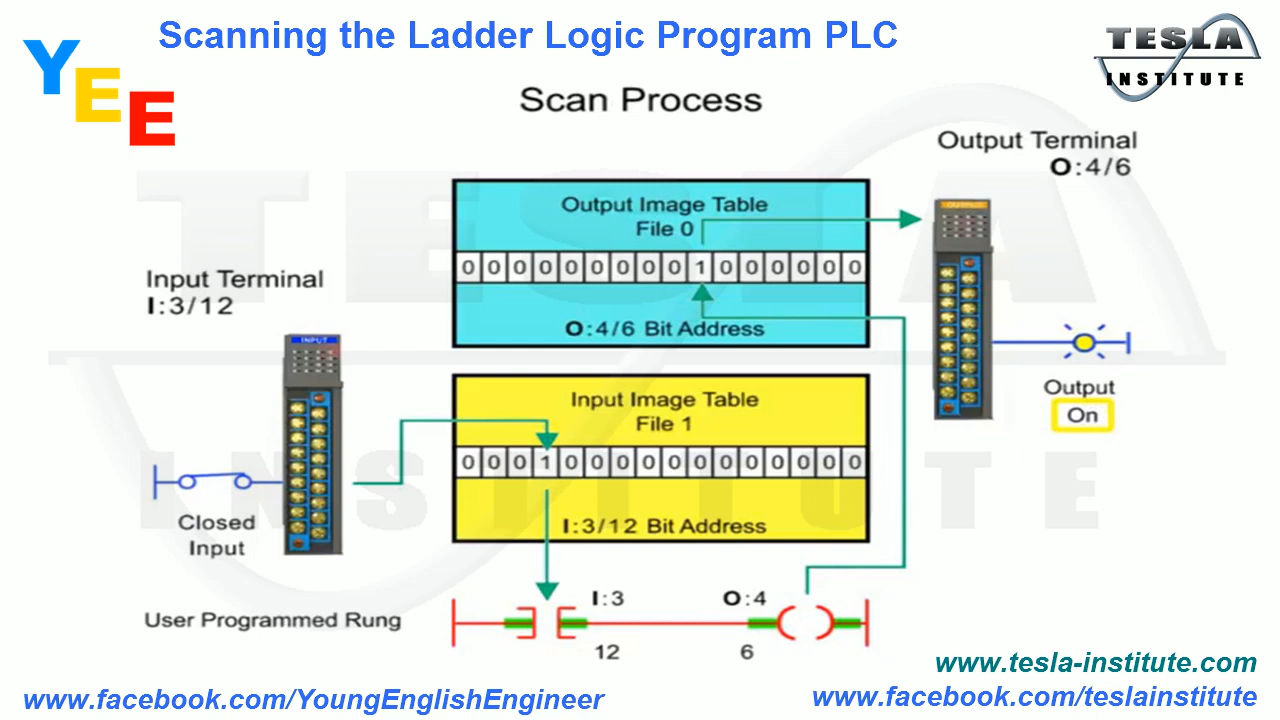 Scanning the Ladder Logic Program PLC
YEE
TESLA
INSTITUTE
Scan Process
Output Terminal
O:4/6
Output Image Table
File 0
0 0 0 0 0 0 0 0 0 1 0 0 0 0 0 0
O:4/6 Bit Address
Input Terminal
I:3/12
INPUT
OUTPUT
Input Image Table
File 1
0 0 0 1 0 0 0 0 0 0 0 0 0 0 0 0
I:3/12 Bit Address
Output
On
Closed
Input
User Programmed Rung
I:3
O:4
12
6
TESLA
INSTITUTE
www.tesla-institute.com
www.facebook.com/YoungEnglishEngineer
www.facebook.com/teslainstitute